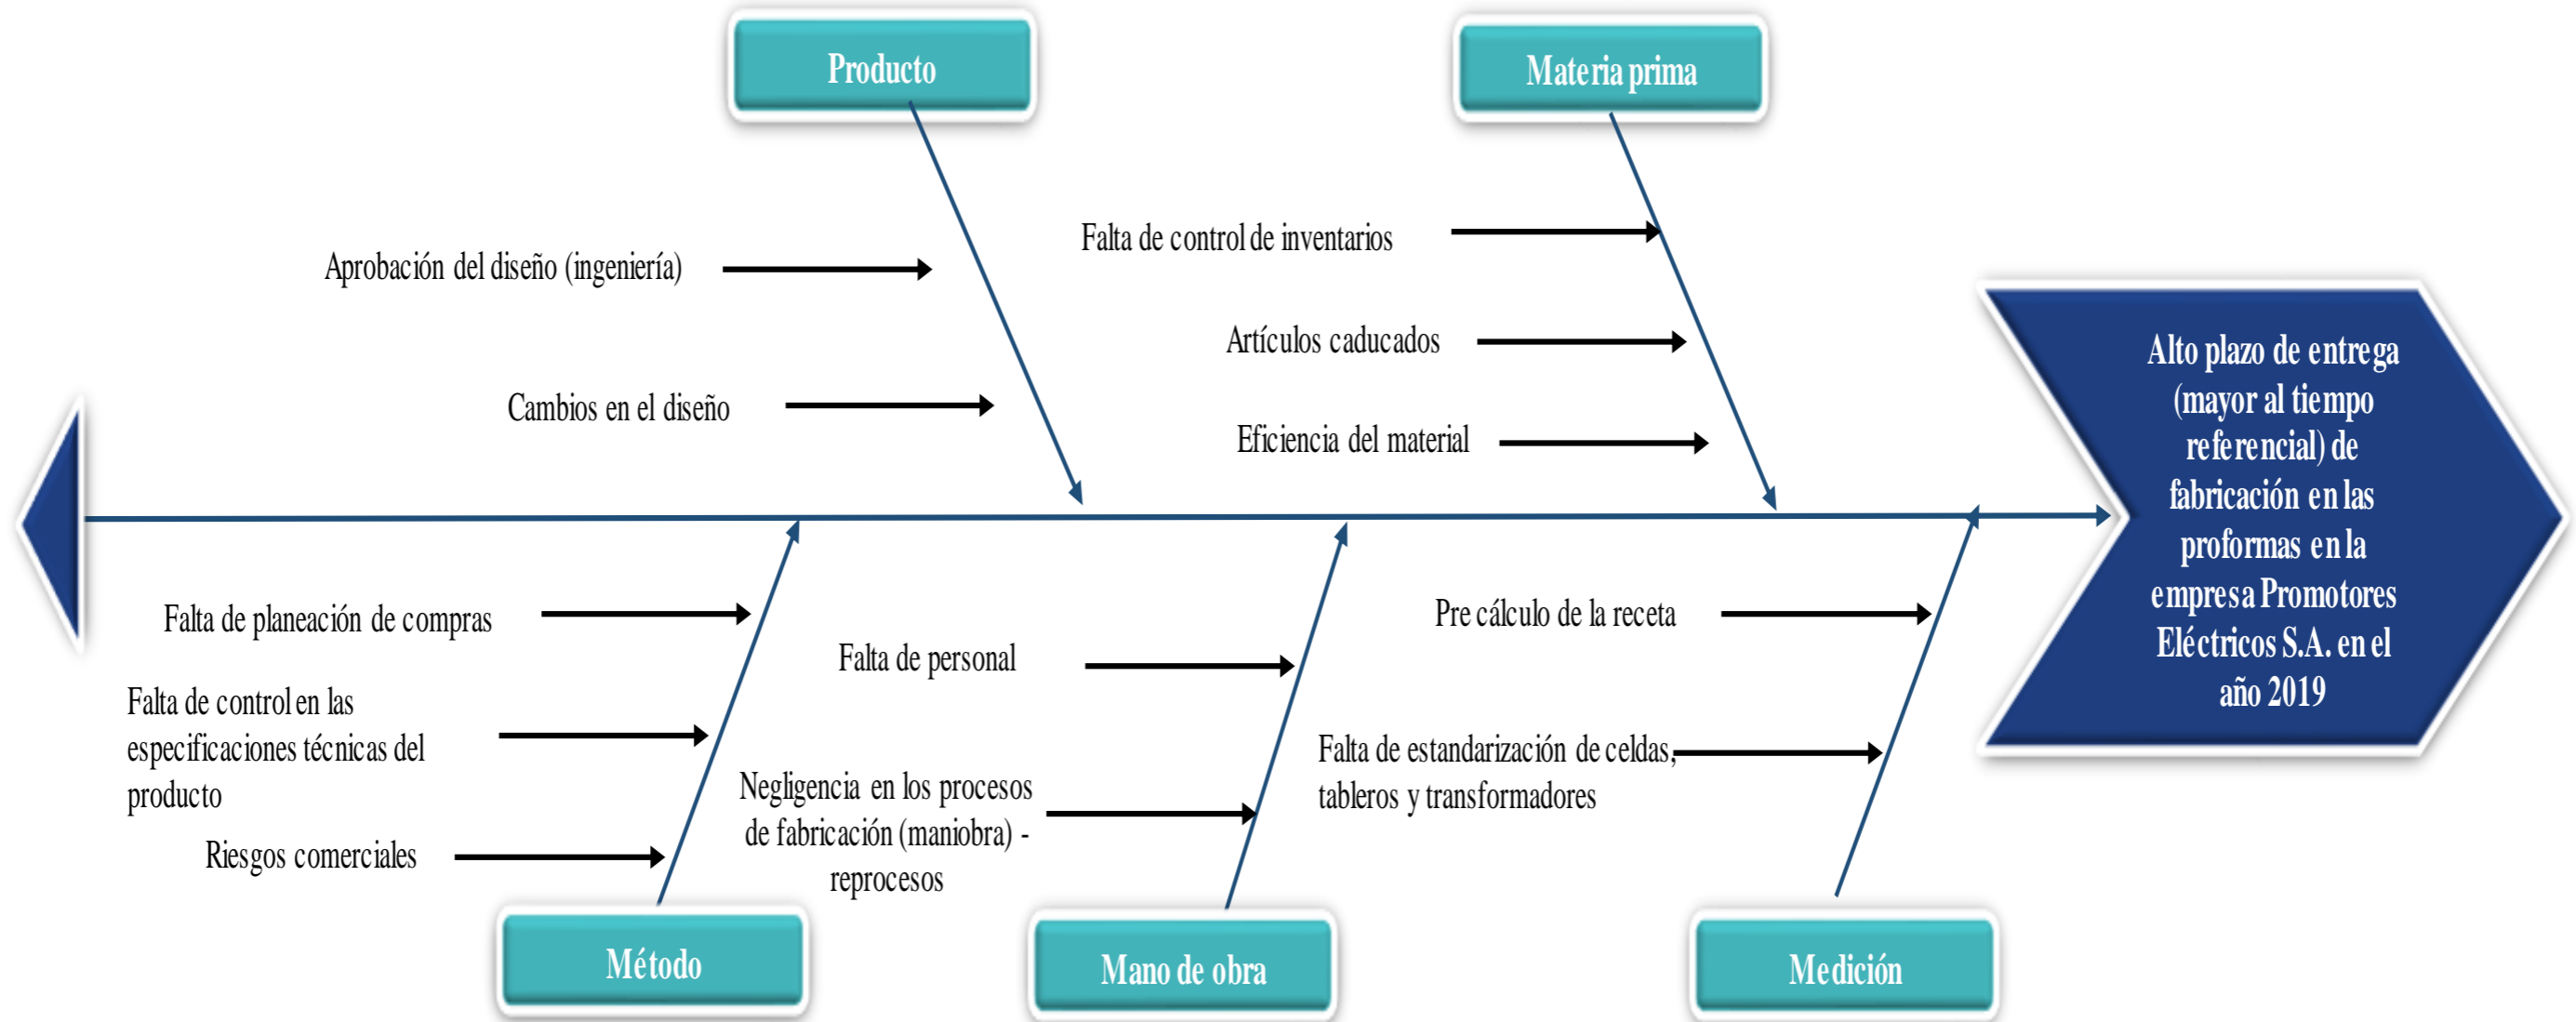 Producto
Materia prima
Aprobación del diseño (ingeniería)
Cambios en el diseño
Falta de control de inventarios
Artículos caducados
Eficiencia del material
Alto plazo de entrega
(mayor al tiempo
referencial) de
fabricación en las
proformas en la
empresa Promotores
Eléctricos S.A. en el
año 2019
Falta de planeación de compras
Falta de control en las
especificaciones técnicas del
producto
Riesgos comerciales
Falta de personal
Negligencia en los procesos
de fabricación (maniobra) -
reprocesos
Pre cálculo de la receta
Falta de estandarización de celdas,
tableros y transformadores
Método
Mano de obra
Medición